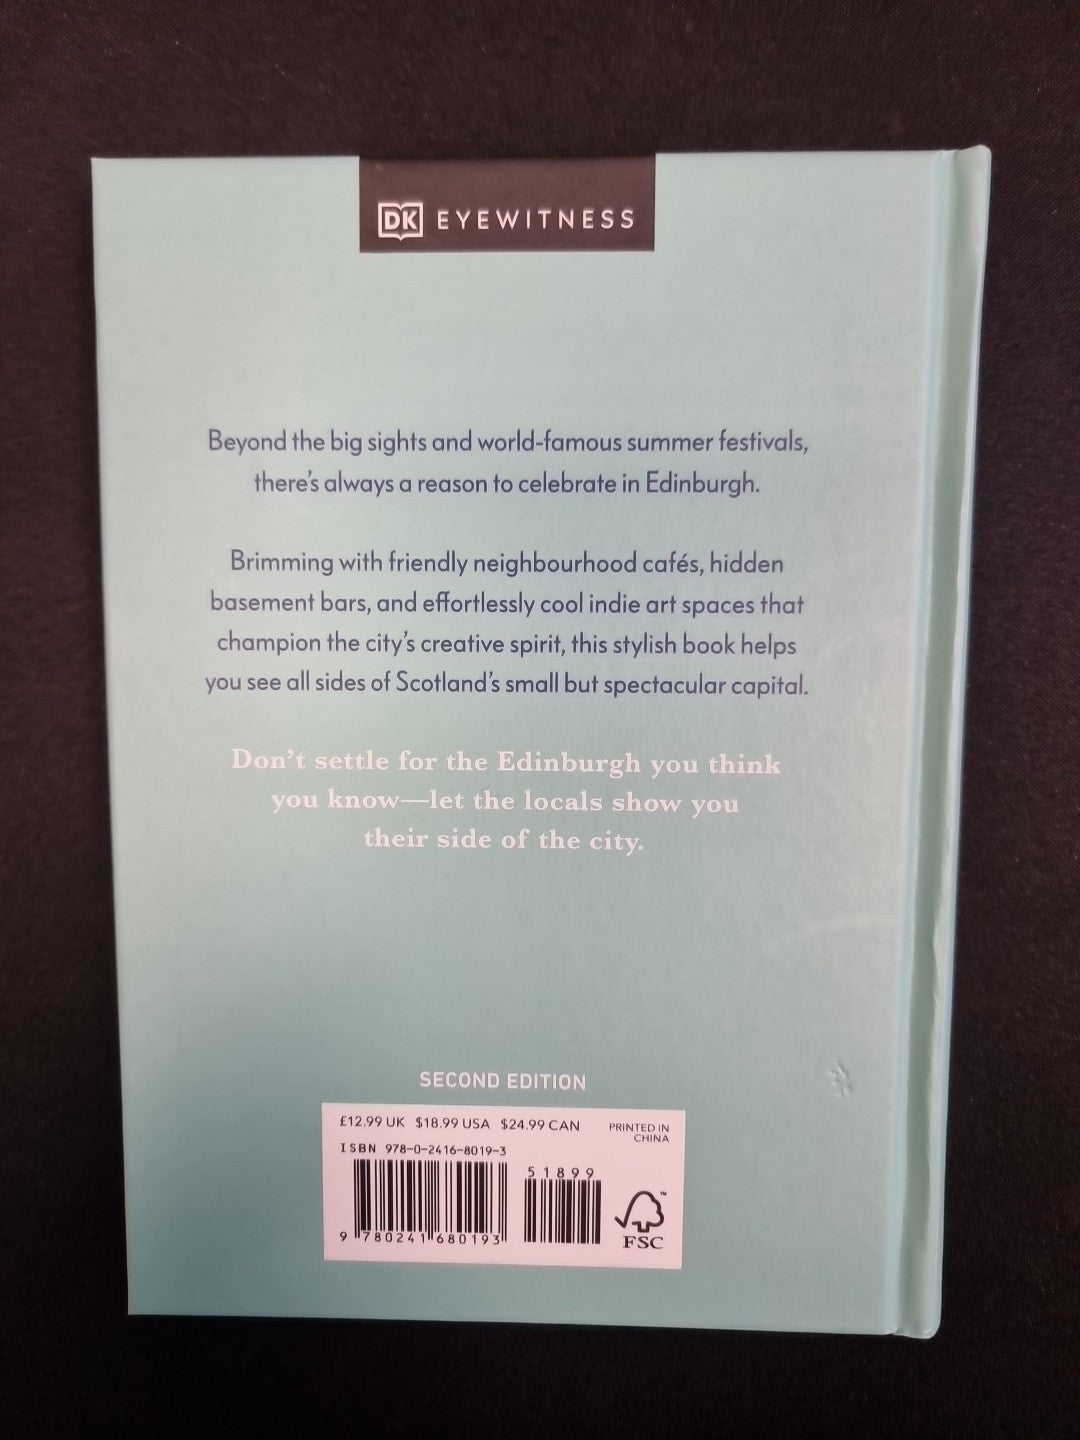 DK EYEWITNESS
Beyond the big sights and world-famous summer festivals,
there's always a reason to celebrate in Edinburgh.
Brimming with friendly neighbourhood cafés, hidden
basement bars, and effortlessly cool indie art spaces that
champion the city's creative spirit, this stylish book helps
you see all sides of Scotland's small but spectacular capital.
Don't settle for the Edinburgh you think
you know—let the locals show you
their side of the city.
SECOND EDITION
£12.99 UK $18.99 USA $24.99 CAN
PRINTED IN
CHINA
ISBN 978-0-2416-8019-3
51899
9 780241 680193
FSC